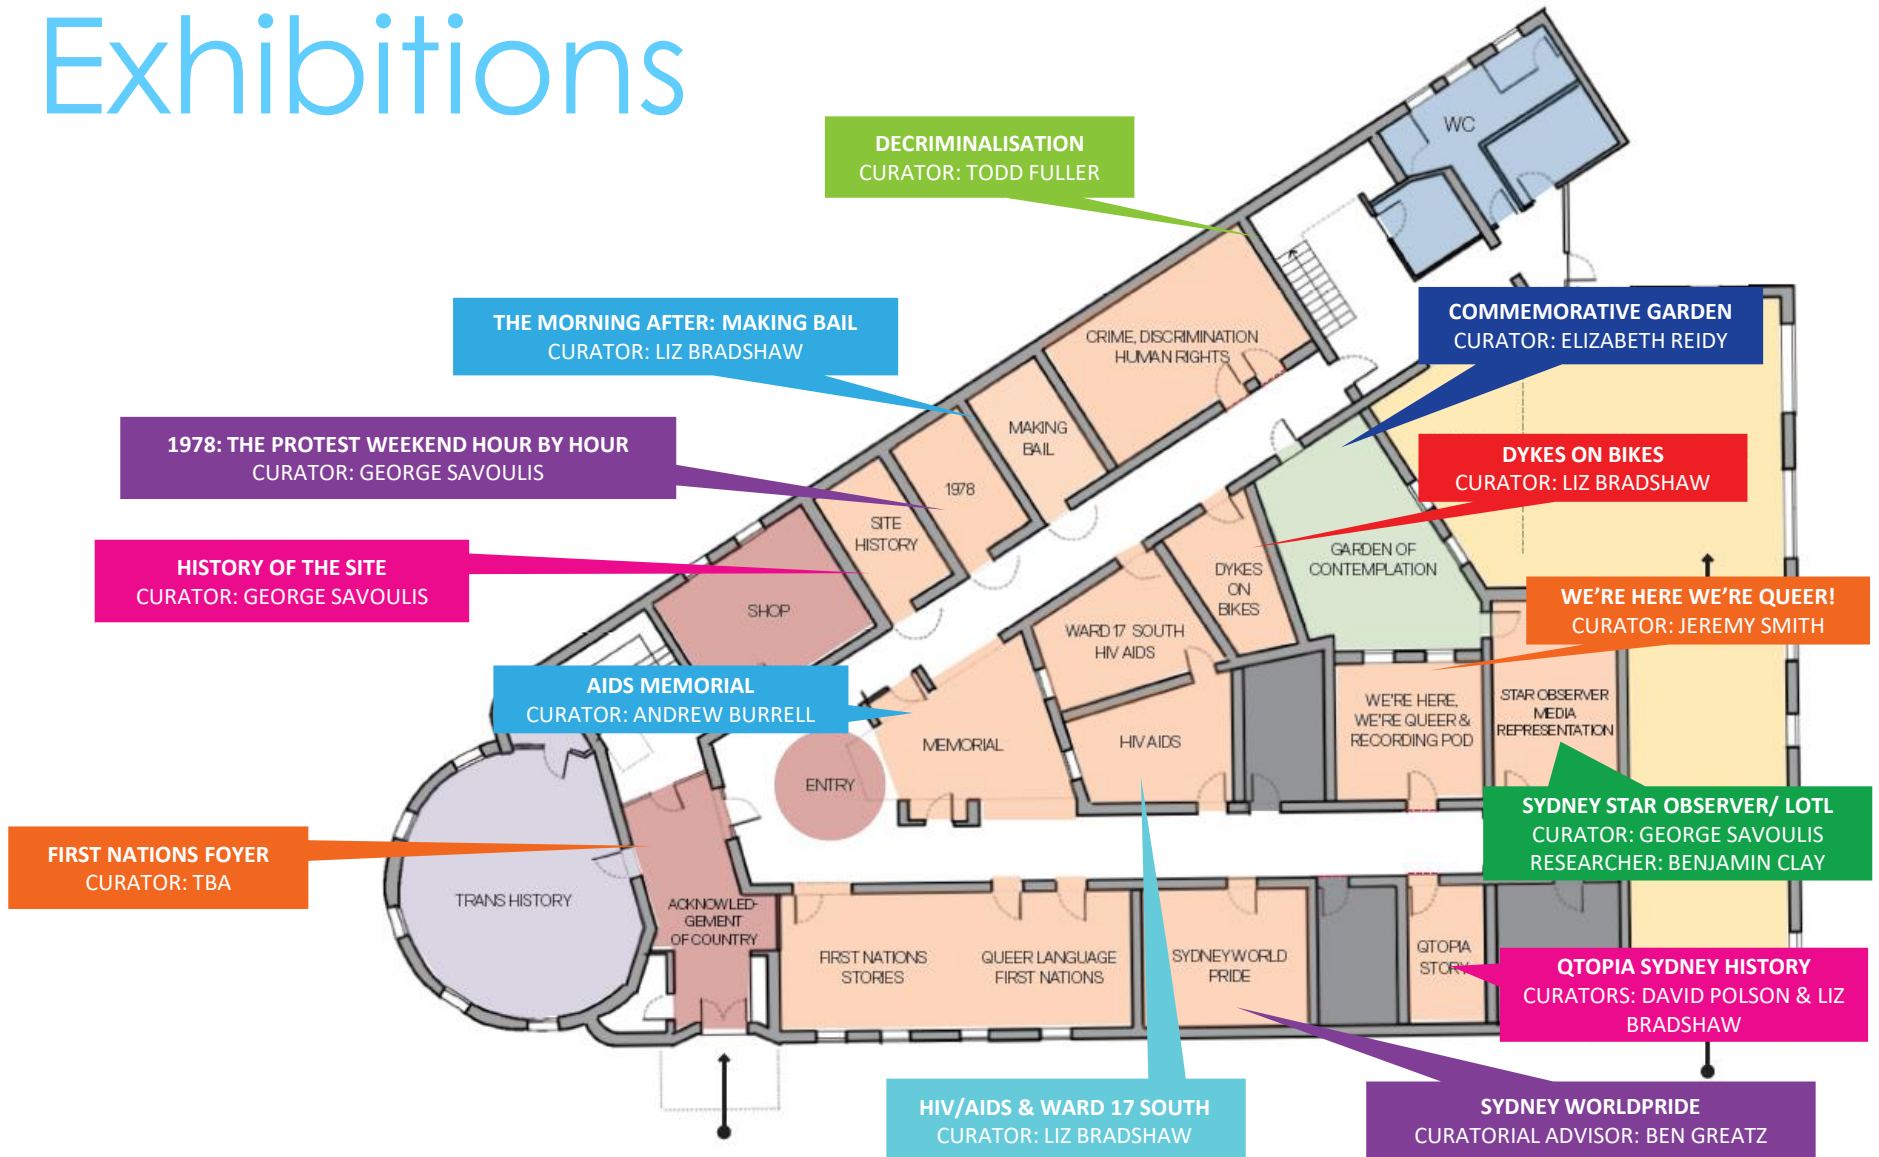 Exhibitions
DECRIMINALISATION
CURATOR: TODD FULLER
WC
THE MORNING AFTER: MAKING BAIL
CURATOR: LIZ BRADSHAW
COMMEMORATIVE GARDEN
CURATOR: ELIZABETH REIDY
CRIME, DISCRIMINATION
HUMAN RIGHTS
1978: THE PROTEST WEEKEND HOUR BY HOUR
CURATOR: GEORGE SAVOULIS
MAKING
BAIL
DYKES ON BIKES
CURATOR: LIZ BRADSHAW
1978
SITE
HISTORY
HISTORY OF THE SITE
CURATOR: GEORGE SAVOULIS
GARDEN OF
CONTEMPLATION
DYKES
ON
BIKES
WE'RE HERE WE'RE QUEER!
CURATOR: JEREMY SMITH
SHOP
WARD 17 SOUTH
HIV AIDS
AIDS MEMORIAL
CURATOR: ANDREW BURRELL
WE'RE HERE,
WE'RE QUEER &
RECORDING POD
STAR OBSERVER
MEDIA
REPRESENTATION
MEMORIAL
HIV AIDS
ENTRY
SYDNEY STAR OBSERVER/ LOTL
CURATOR: GEORGE SAVOULIS
RESEARCHER: BENJAMIN CLAY
FIRST NATIONS FOYER
CURATOR: TBA
TRANS HISTORY
ACKNOWLED-
GEMENT
OF COUNTRY
FIRST NATIONS
STORIES
QUEER LANGUAGE
FIRST NATIONS
SYDNEY WORLD
PRIDE
QTOPIA
STORY
QTOPIA SYDNEY HISTORY
CURATORS: DAVID POLSON & LIZ
BRADSHAW
HIV/AIDS & WARD 17 SOUTH
CURATOR: LIZ BRADSHAW
SYDNEY WORLDPRIDE
CURATORIAL ADVISOR: BEN GREATZ